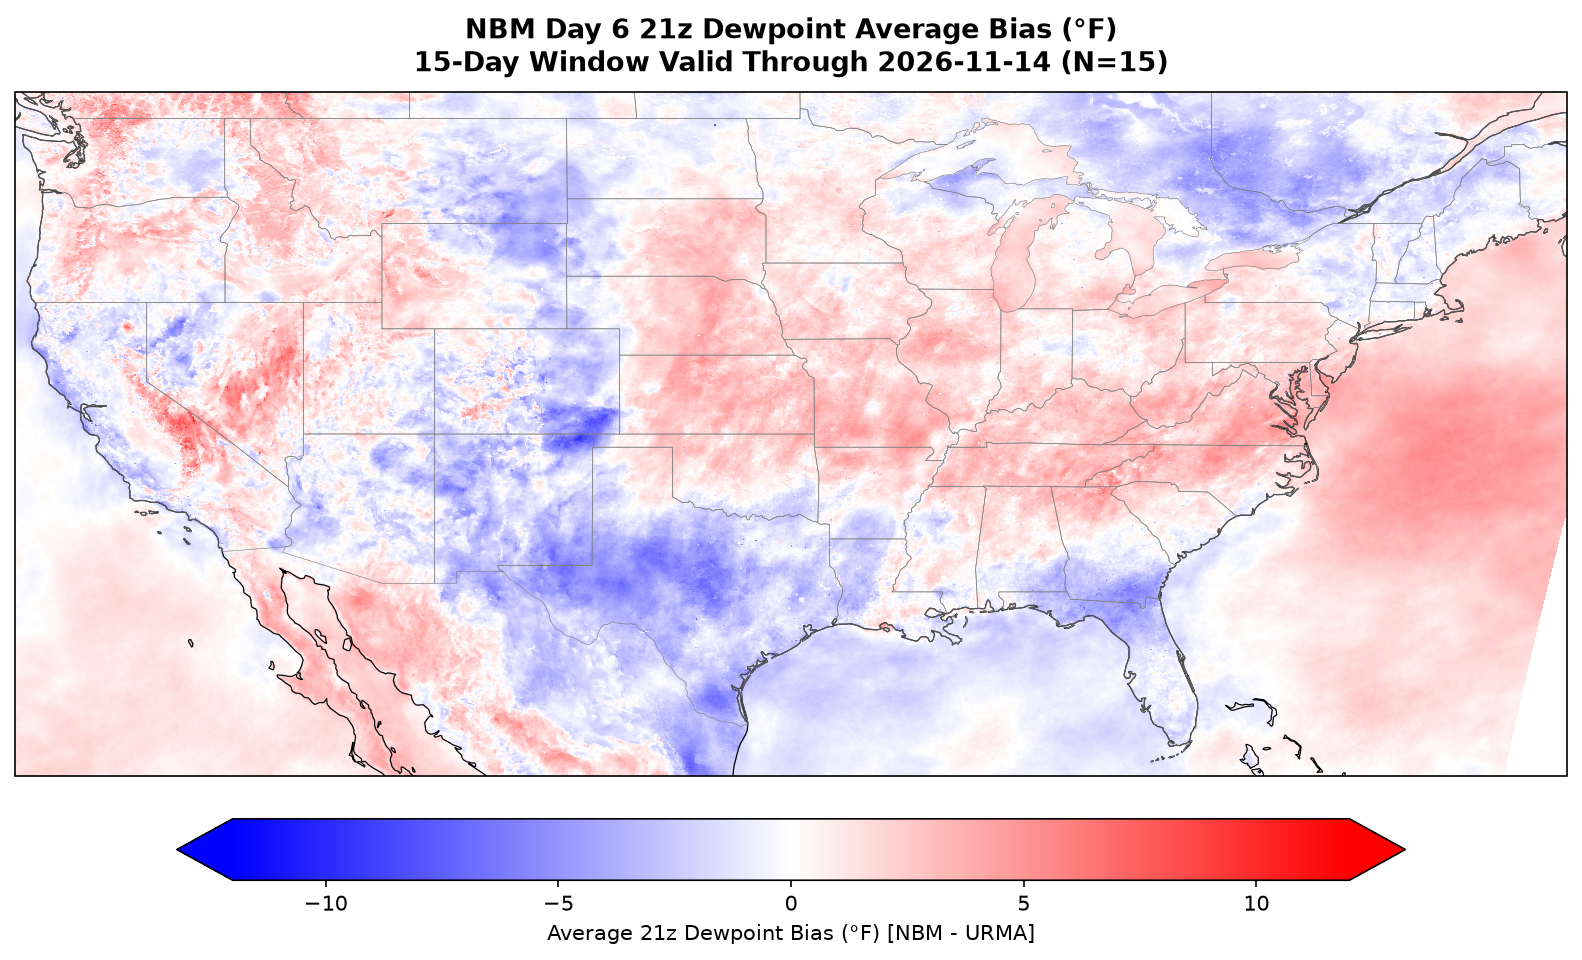 NBM Day 6 21z Dewpoint Average Bias (°F)
15-Day Window Valid Through 2026-11-14 (N=15)
−10 −5 0 5 10
Average 21z Dewpoint Bias (°F) [NBM - URMA]